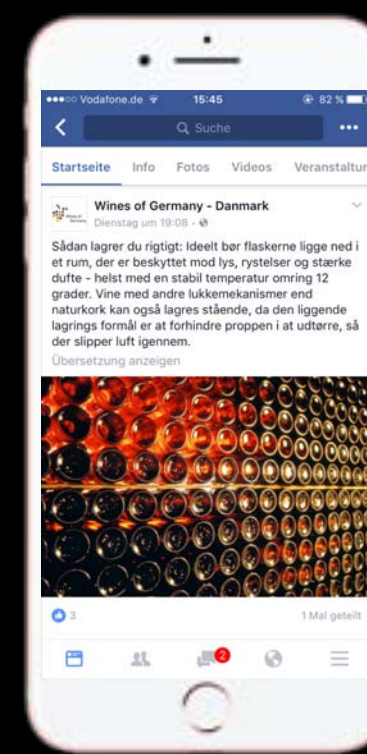 Vodafone.de 15:45 82 %
Suche
Startseite Info Fotos Videos Veranstaltun
Wines of Germany - Danmark
Dienstag um 19:08
Sådan lagrer du rigtigt: Ideelt bør flaskerne ligge ned i
et rum, der er beskyttet mod lys, rystelser og stærke
dufte - helst med en stabil temperatur omring 12
grader. Vine med andre lukkemekanismer end
naturkork kan også lagres stående, da den liggende
lagrings formål er at forhindre proppen i at udtørre, så
der slipper luft igennem.
Übersetzung anzeigen
3 1 Mal geteilt
2